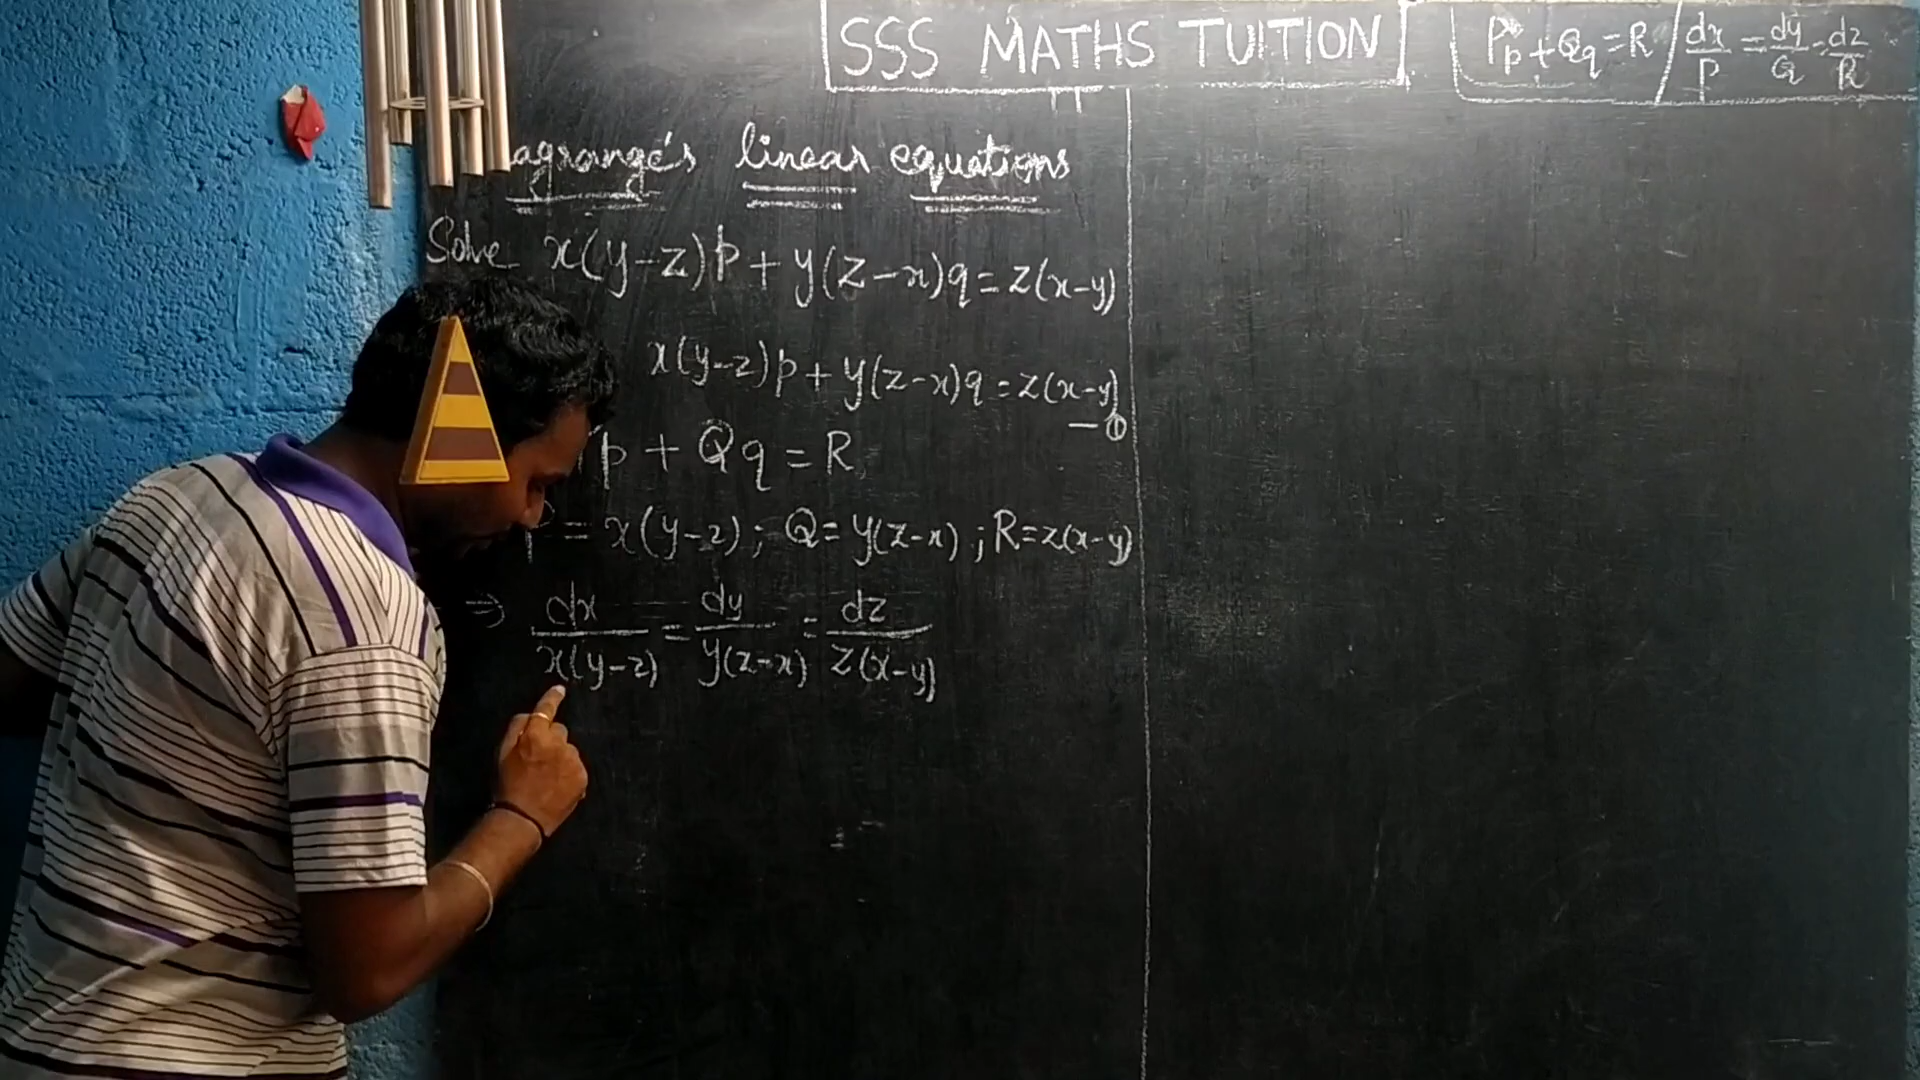 SSS MATHS TUITION
Pp + Qq = R / dx/P = dy/Q = dz/R
agrange's linear equations
Solve x(y-z)p + y(z-x)q = z(x-y)
x(y-z)p + y(z-x)q = z(x-y)
— ①
p + Qq = R
P = x(y-z) ; Q = y(z-x) ; R = z(x-y)
⇒ dx/x(y-z) = dy/y(z-x) = dz/z(x-y)